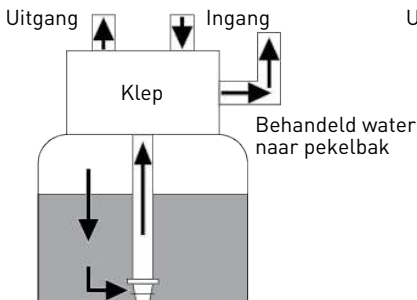 Uitgang
Ingang
U
Klep
Behandeld water
naar pekelbak